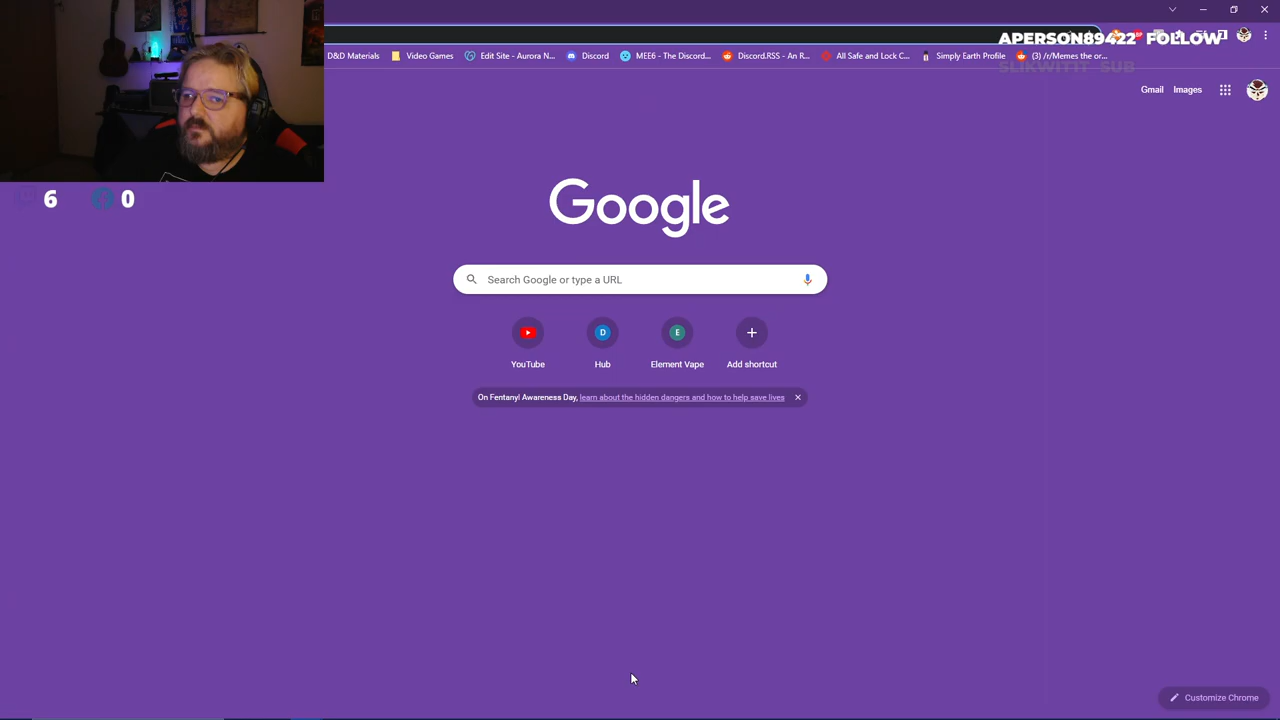 APERSON89422 FOLLOW
D&D Materials
Video Games
Edit Site - Aurora N...
Discord
MEE6 - The Discord...
Discord.RSS - An R...
All Safe and Lock C...
Simply Earth Profile
(3) /r/Memes the or...
SLIKWITIT SUB
Gmail
Images
6
0
Google
Search Google or type a URL
D
E
YouTube
Hub
Element Vape
Add shortcut
On Fentanyl Awareness Day, learn about the hidden dangers and how to help save lives
Customize Chrome